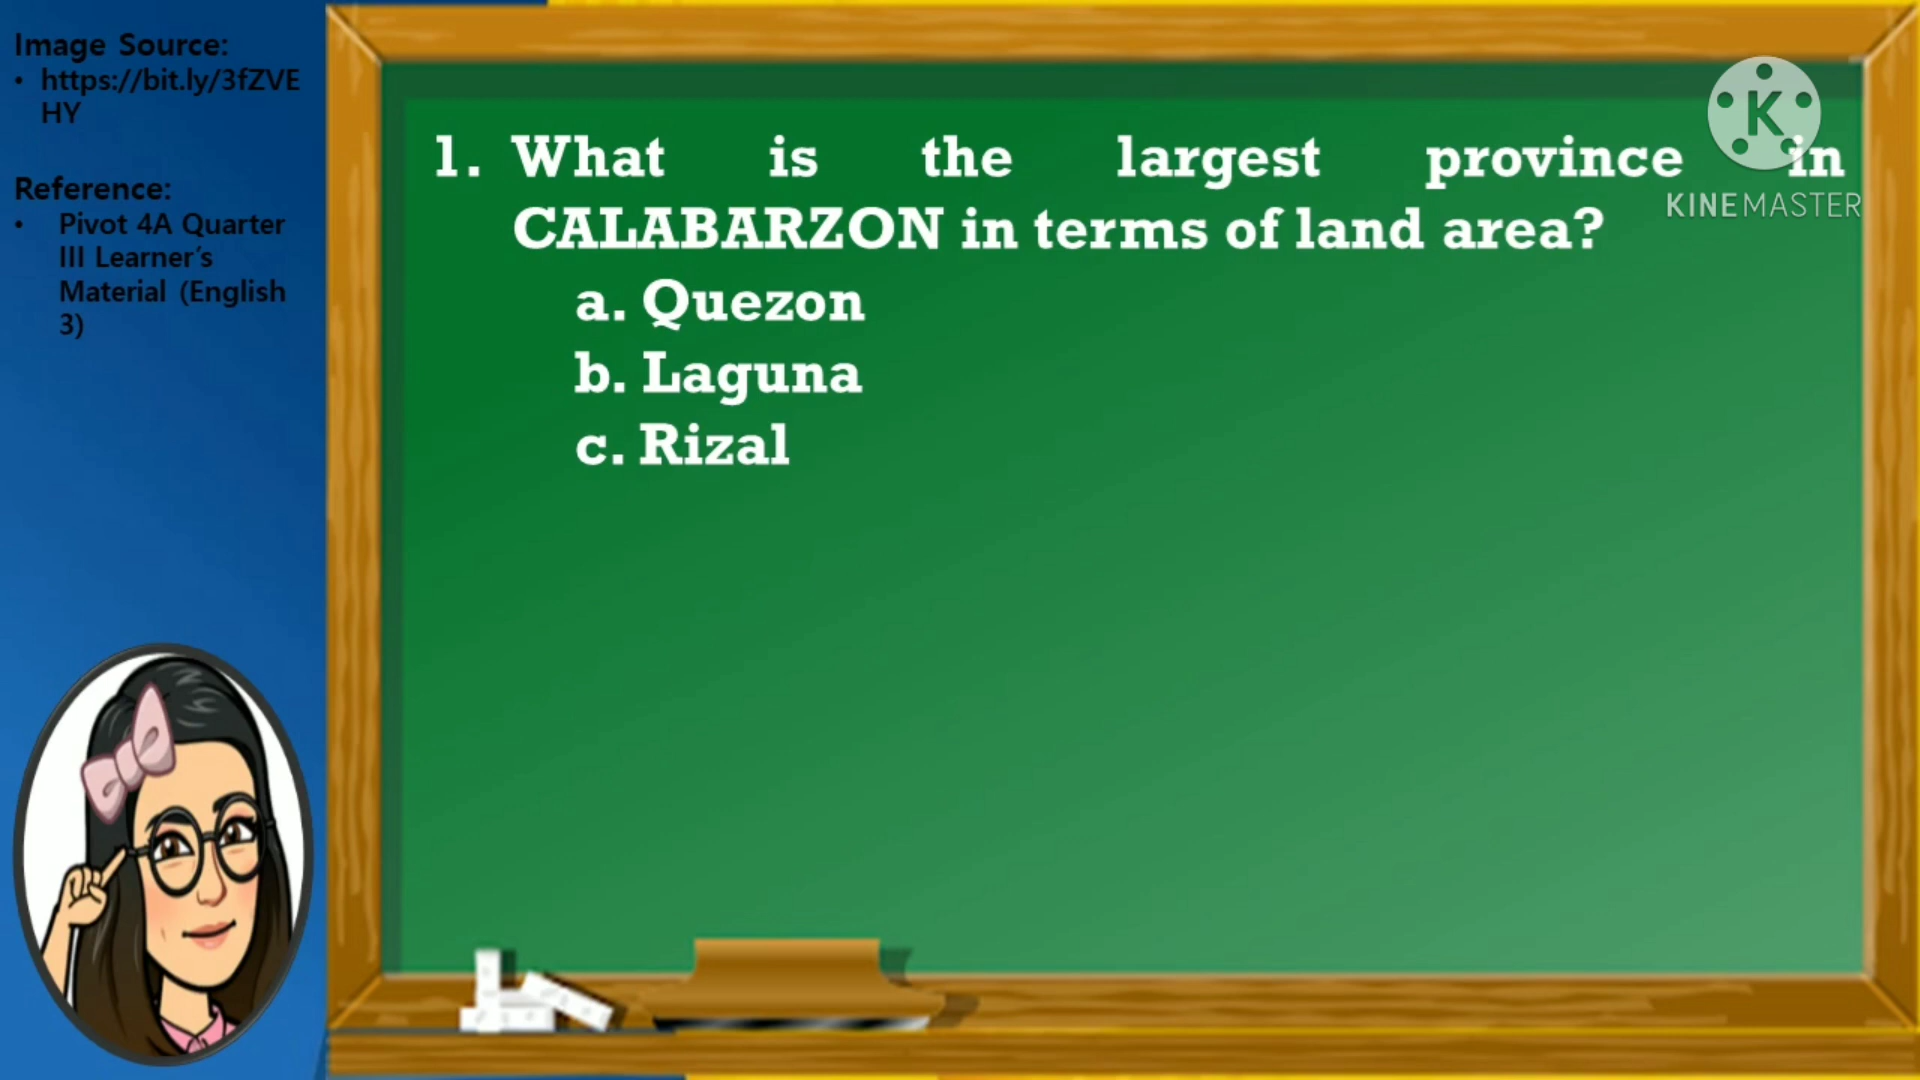 Image Source:
• https://bit.ly/3fZVE
HY
Reference:
• Pivot 4A Quarter
III Learner's
Material (English
3)
1. What is the largest province in
CALABARZON in terms of land area?
a. Quezon
b. Laguna
c. Rizal
K
KINEMASTER